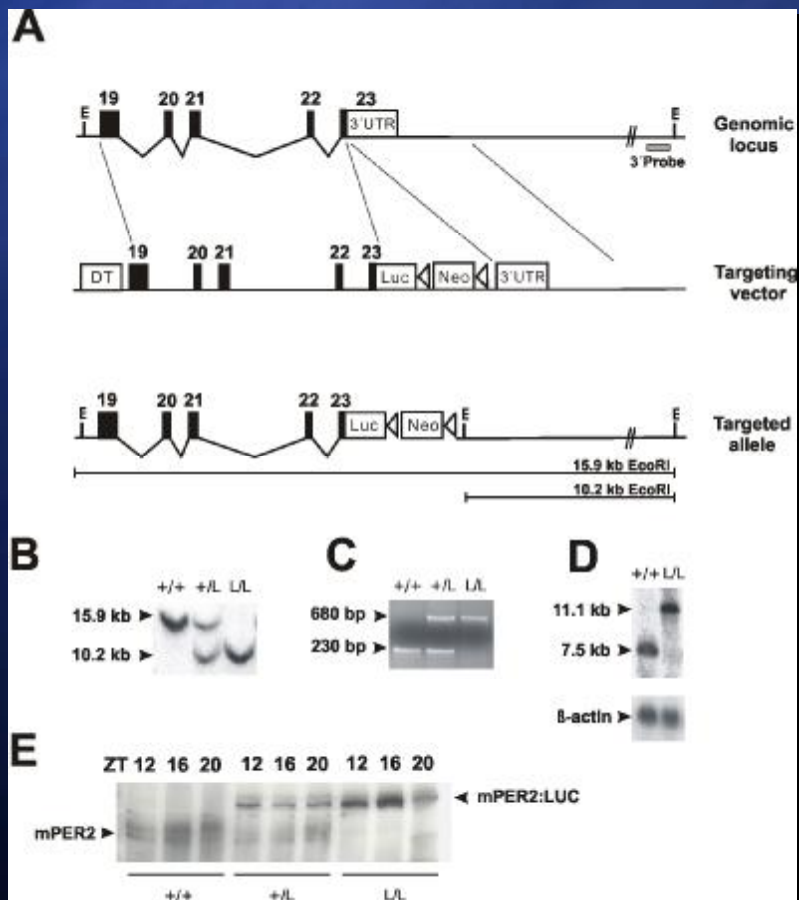 A
19 20 21 22 23
E 3'UTR E
Genomic locus
3'Probe
19 20 21 22 23
DT Luc Neo 3'UTR
Targeting vector
19 20 21 22 23
E Luc Neo E E
Targeted allele
15.9 kb EcoRI
10.2 kb EcoRI
B
+/+ +/L L/L
15.9 kb
10.2 kb
C
+/+ +/L L/L
680 bp
230 bp
D
+/+ L/L
11.1 kb
7.5 kb
ß-actin
E
ZT 12 16 20 12 16 20 12 16 20
mPER2:LUC
mPER2
+/+ +/L L/L